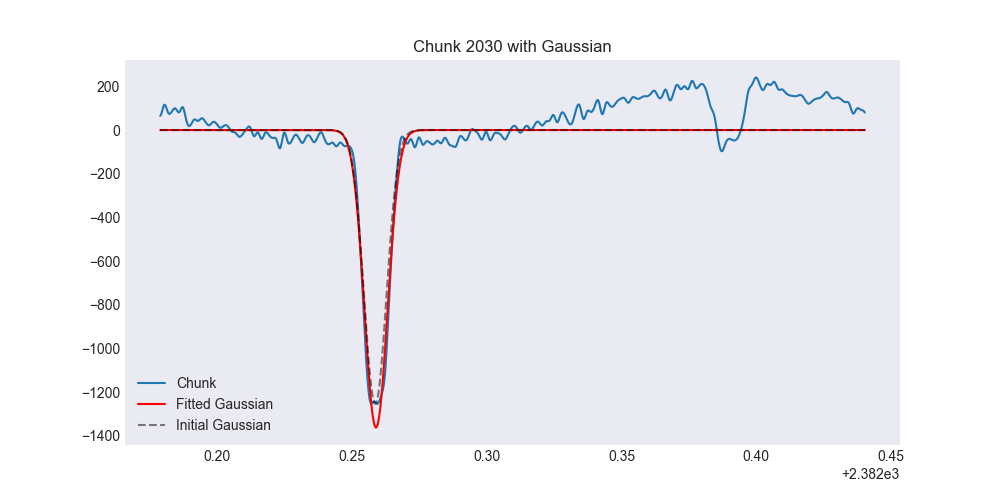 Chunk 2030 with Gaussian
200
0
−200
−400
−600
−800
−1000
−1200
−1400
Chunk
Fitted Gaussian
Initial Gaussian
0.20 0.25 0.30 0.35 0.40 0.45
+2.382e3